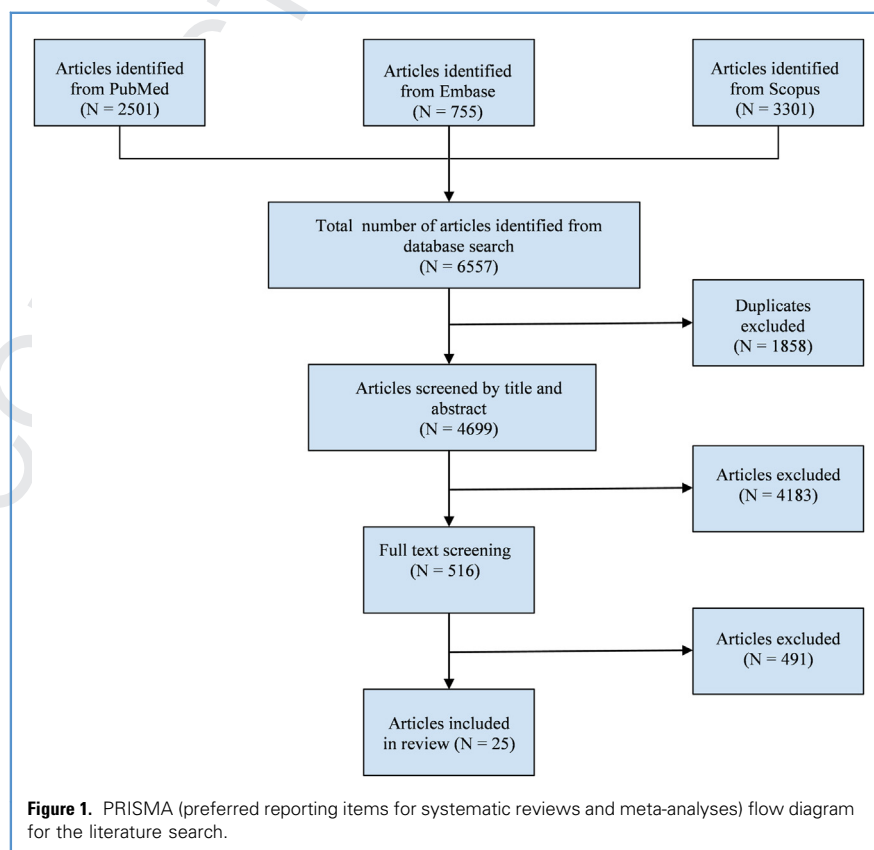 Articles identified
from PubMed
(N = 2501)
Articles identified
from Embase
(N = 755)
Articles identified
from Scopus
(N = 3301)
Total number of articles identified from
database search
(N = 6557)
Duplicates
excluded
(N = 1858)
Articles screened by title and
abstract
(N = 4699)
Articles excluded
(N = 4183)
Full text screening
(N = 516)
Articles excluded
(N = 491)
Articles included
in review (N = 25)
Figure 1. PRISMA (preferred reporting items for systematic reviews and meta-analyses) flow diagram
for the literature search.